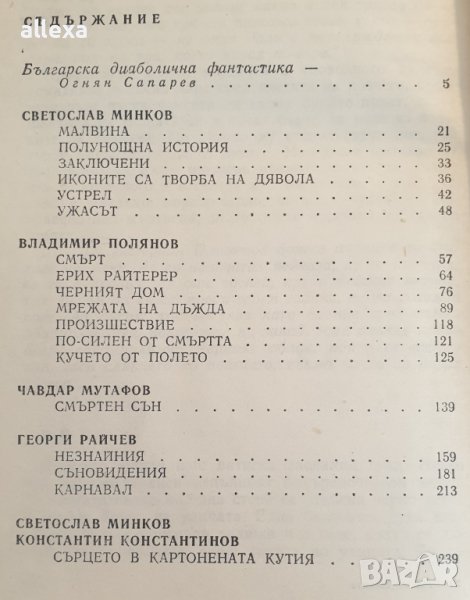 allexa
СЪДЪРЖАНИЕ
Българска диаболична фантастика —
Огнян Сапарев . . . . . . . . . . . . 5
СВЕТОСЛАВ МИНКОВ
МАЛВИНА . . . . . . . . . . . . 21
ПОЛУНОЩНА ИСТОРИЯ . . . . . . . . . . 25
ЗАКЛЮЧЕНИ . . . . . . . . . . . . 33
ИКОНИТЕ СА ТВОРБА НА ДЯВОЛА . . . . . . . 36
УСТРЕЛ . . . . . . . . . . . . 42
УЖАСЪТ . . . . . . . . . . . . 48
ВЛАДИМИР ПОЛЯНОВ
СМЪРТ . . . . . . . . . . . . 57
ЕРИХ РАЙТЕРЕР . . . . . . . . . . . 64
ЧЕРНИЯТ ДОМ . . . . . . . . . . . 76
МРЕЖАТА НА ДЪЖДА . . . . . . . . . . 89
ПРОИЗШЕСТВИЕ . . . . . . . . . . . 118
ПО-СИЛЕН ОТ СМЪРТТА . . . . . . . . . 121
КУЧЕТО ОТ ПОЛЕТО . . . . . . . . . . 125
ЧАВДАР МУТАФОВ
СМЪРТЕН СЪН . . . . . . . . . . . 139
ГЕОРГИ РАЙЧЕВ
НЕЗНАЙНИЯ . . . . . . . . . . . 159
СЪНОВИДЕНИЯ . . . . . . . . . . . 181
КАРНАВАЛ . . . . . . . . . . . . 213
СВЕТОСЛАВ МИНКОВ
КОНСТАНТИН КОНСТАНТИНОВ
СЪРЦЕТО В КАРТОНЕНАТА КУТИЯ . . . . . . . 239
BAZAR